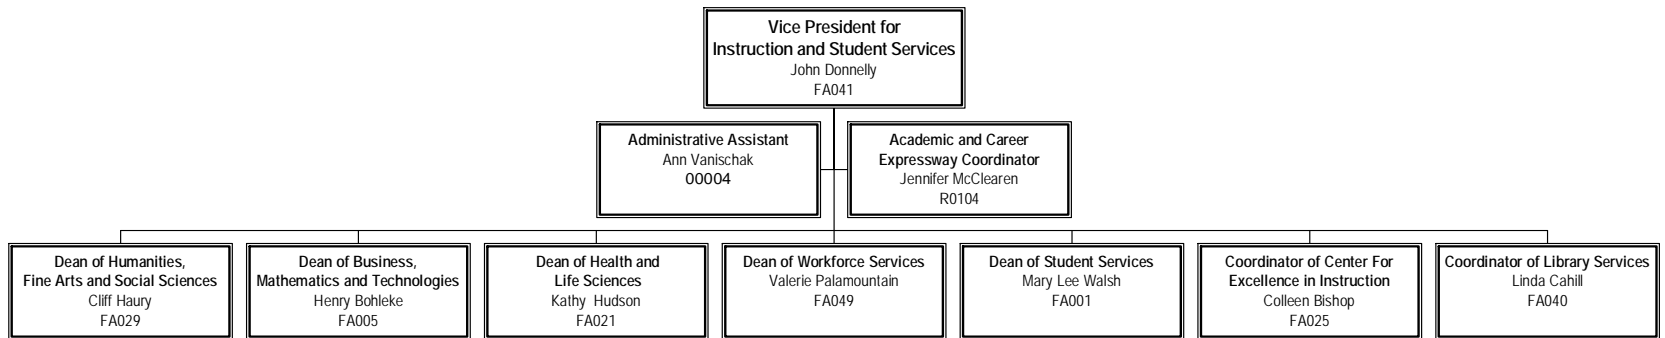 Vice President for
Instruction and Student Services
John Donnelly
FA041
Administrative Assistant
Ann Vanischak
00004
Academic and Career
Expressway Coordinator
Jennifer McClearen
R0104
Dean of Humanities,
Fine Arts and Social Sciences
Cliff Haury
FA029
Dean of Business,
Mathematics and Technologies
Henry Bohleke
FA005
Dean of Health and
Life Sciences
Kathy Hudson
FA021
Dean of Workforce Services
Valerie Palamountain
FA049
Dean of Student Services
Mary Lee Walsh
FA001
Coordinator of Center For
Excellence in Instruction
Colleen Bishop
FA025
Coordinator of Library Services
Linda Cahill
FA040